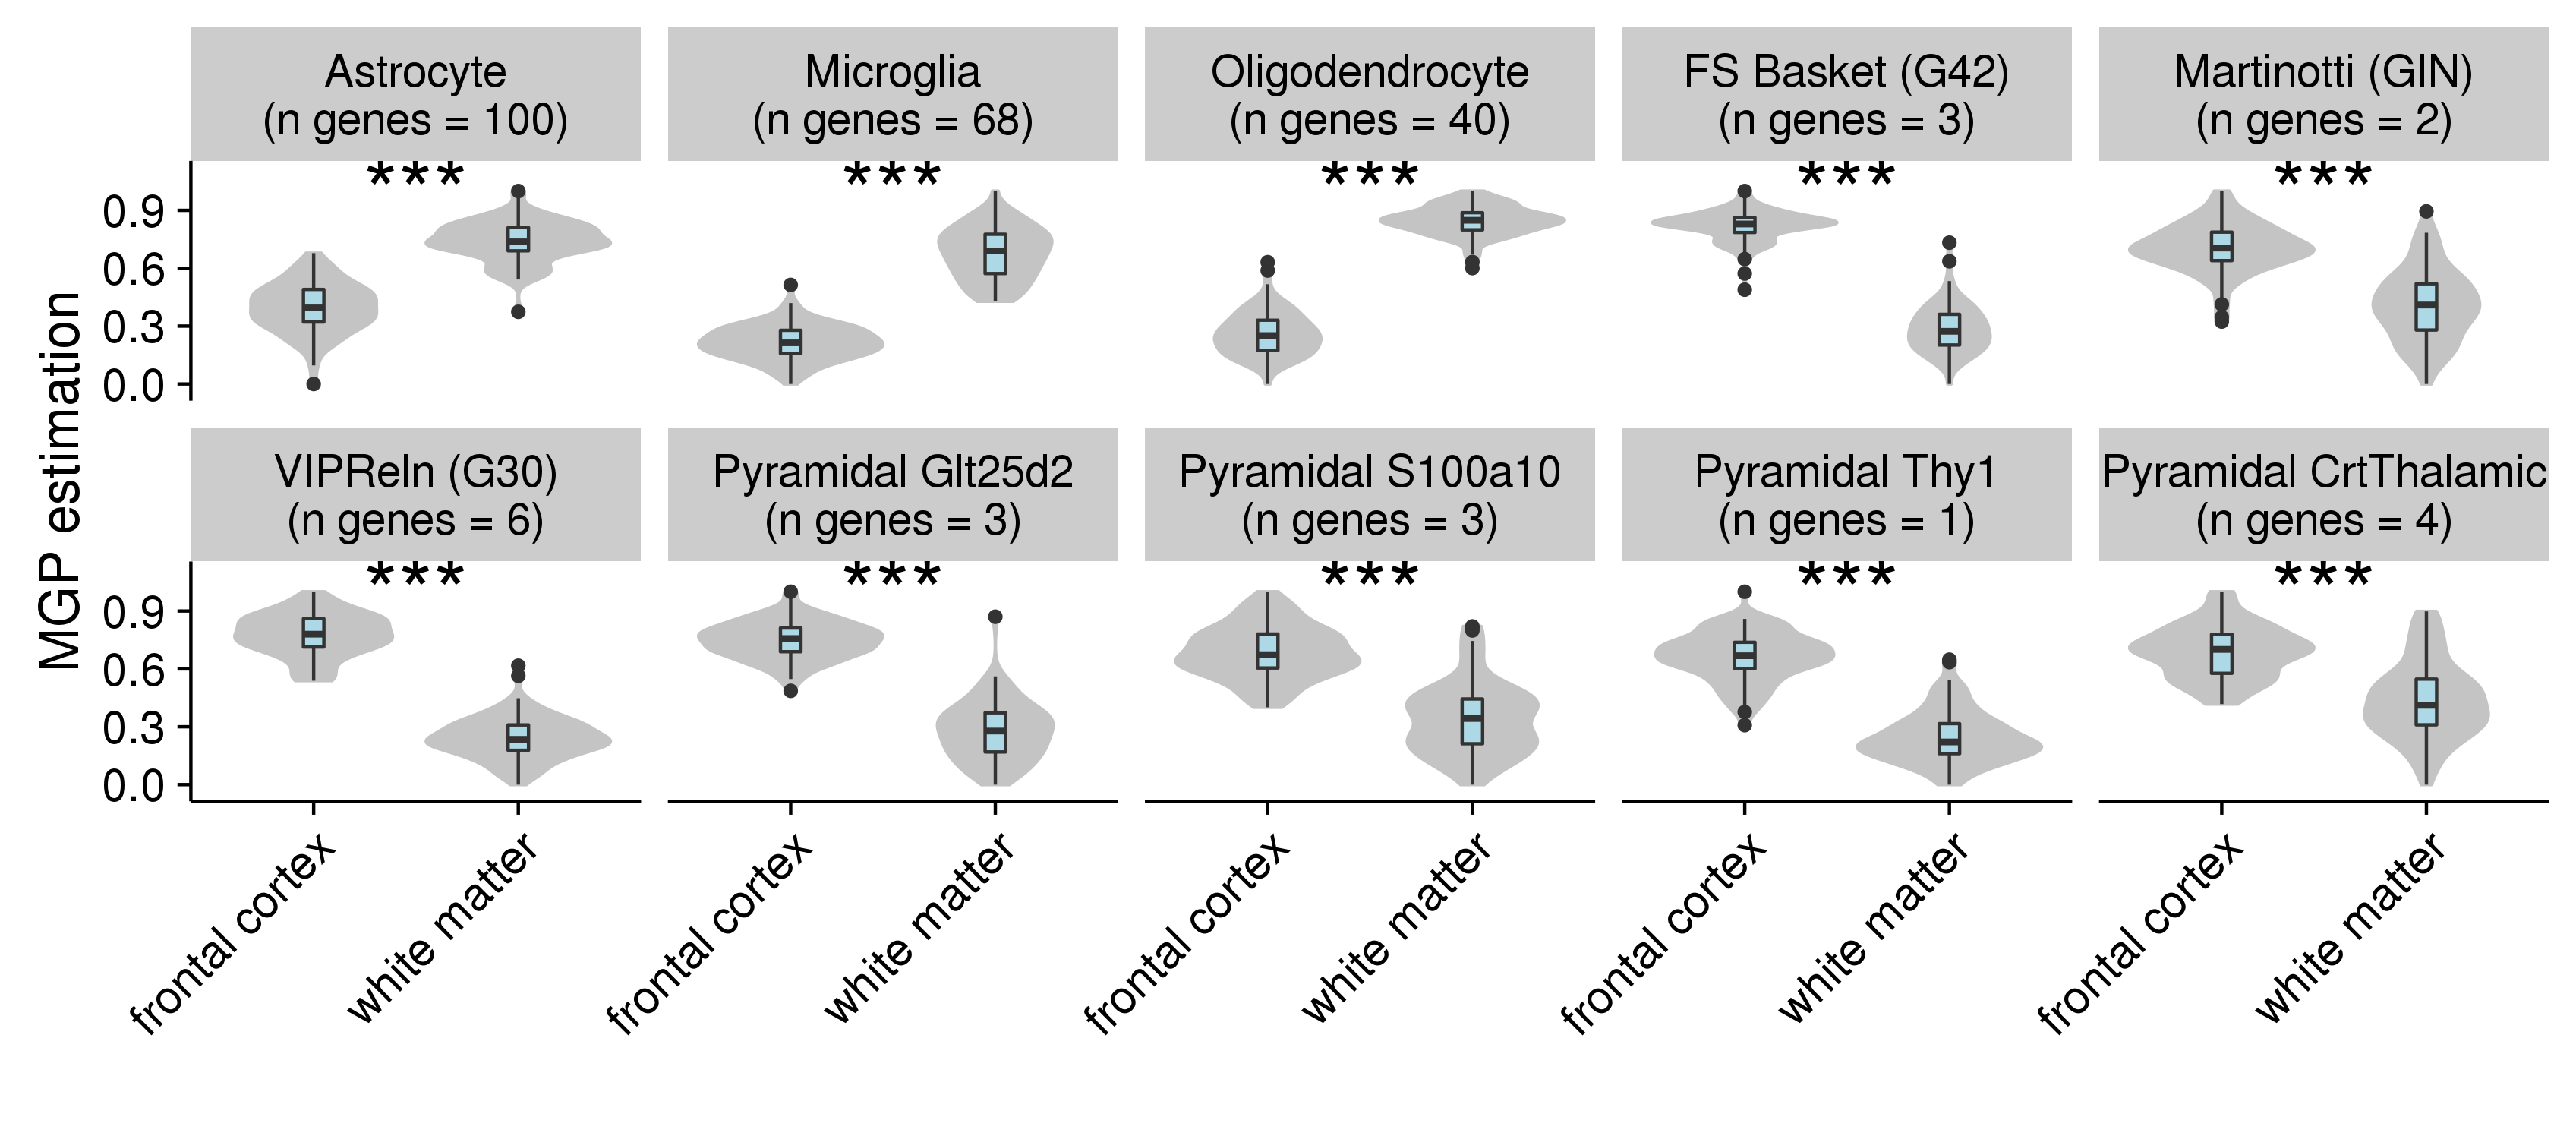 Astrocyte
(n genes = 100)
Microglia
(n genes = 68)
Oligodendrocyte
(n genes = 40)
FS Basket (G42)
(n genes = 3)
Martinotti (GIN)
(n genes = 2)
***
***
***
***
***
0.9
0.6
0.3
0.0
MGP estimation
VIPReln (G30)
(n genes = 6)
Pyramidal Glt25d2
(n genes = 3)
Pyramidal S100a10
(n genes = 3)
Pyramidal Thy1
(n genes = 1)
Pyramidal CrtThalamic
(n genes = 4)
***
***
***
***
***
0.9
0.6
0.3
0.0
frontal cortex
white matter
frontal cortex
white matter
frontal cortex
white matter
frontal cortex
white matter
frontal cortex
white matter